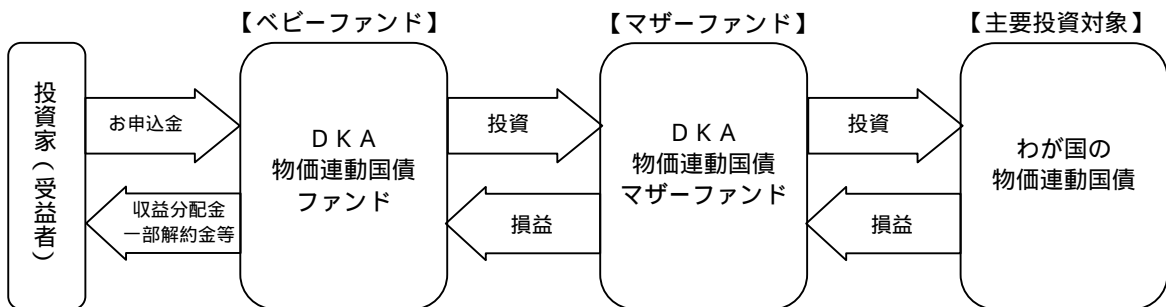 【ベビーファンド】
【マザーファンド】
【主要投資対象】
投資家(受益者)
お申込金
収益分配金
一部解約金等
DKA
物価連動国債
ファンド
投資
損益
DKA
物価連動国債
マザーファンド
投資
損益
わが国の
物価連動国債